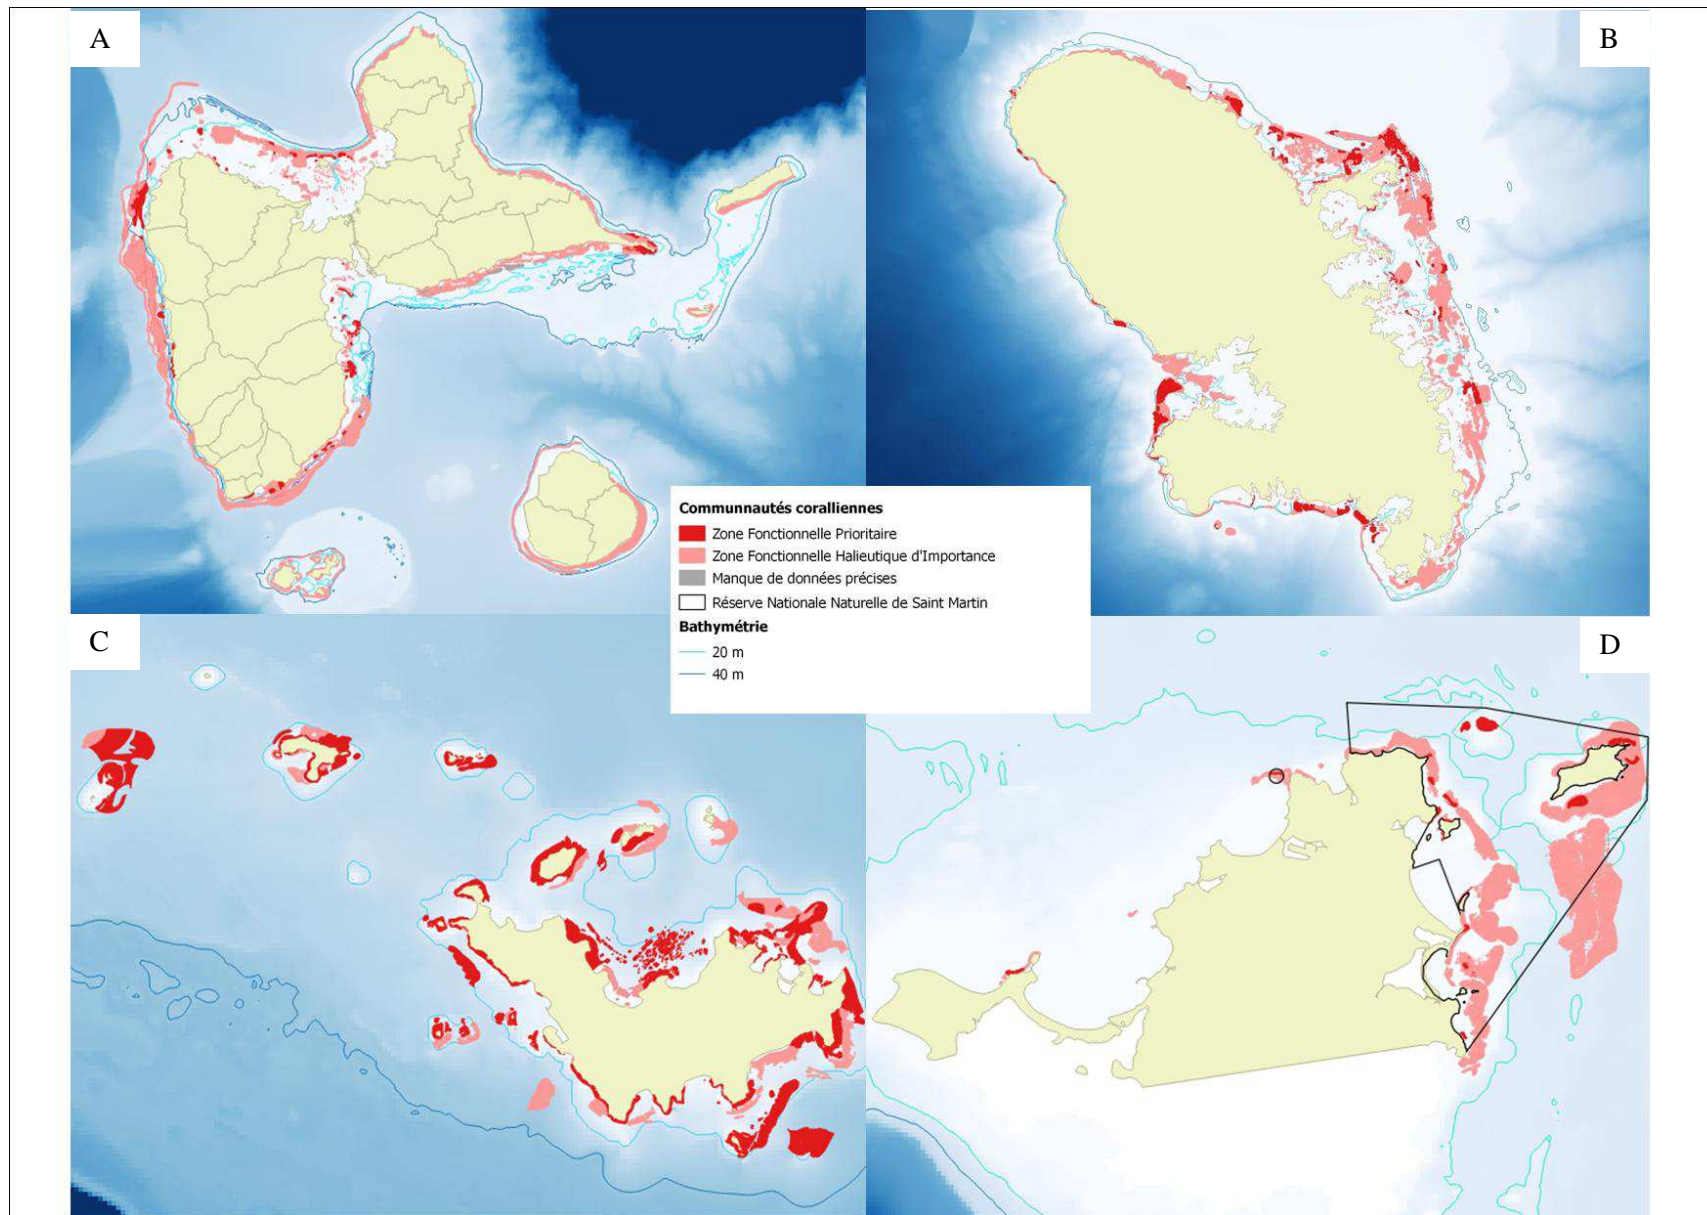 A
B
Communnautés coralliennes
Zone Fonctionnelle Prioritaire
Zone Fonctionnelle Halieutique d'Importance
Manque de données précises
Réserve Nationale Naturelle de Saint Martin
Bathymétrie
20 m
40 m
C
D